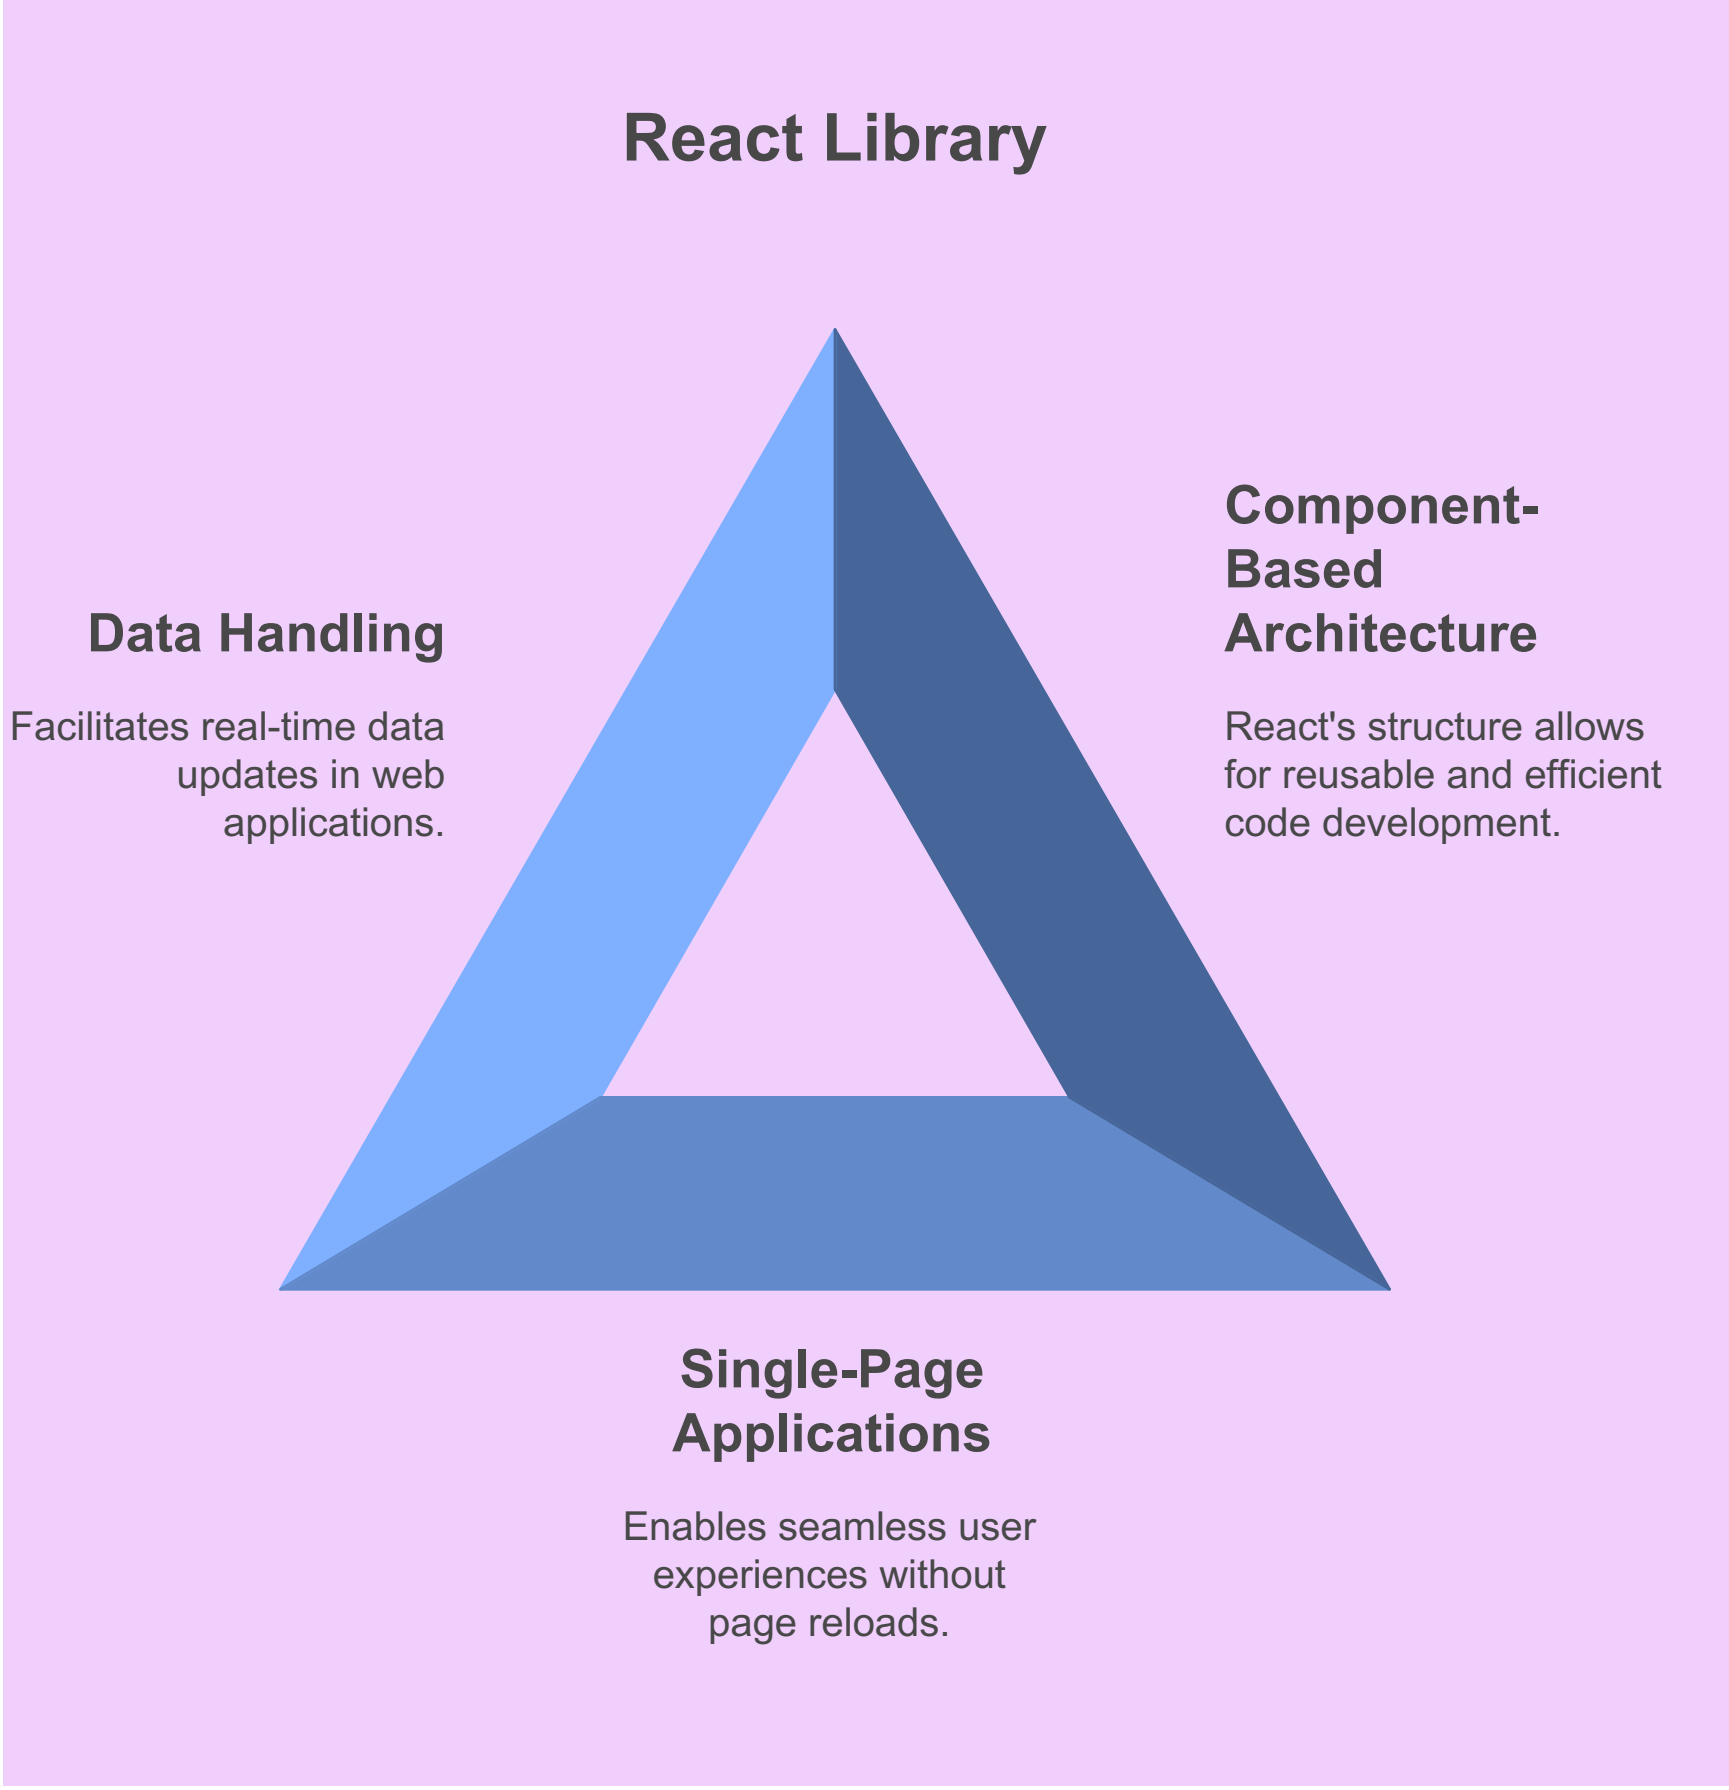 React Library
Data Handling
Facilitates real-time data
updates in web
applications.
Component-
Based
Architecture
React's structure allows
for reusable and efficient
code development.
Single-Page
Applications
Enables seamless user
experiences without
page reloads.